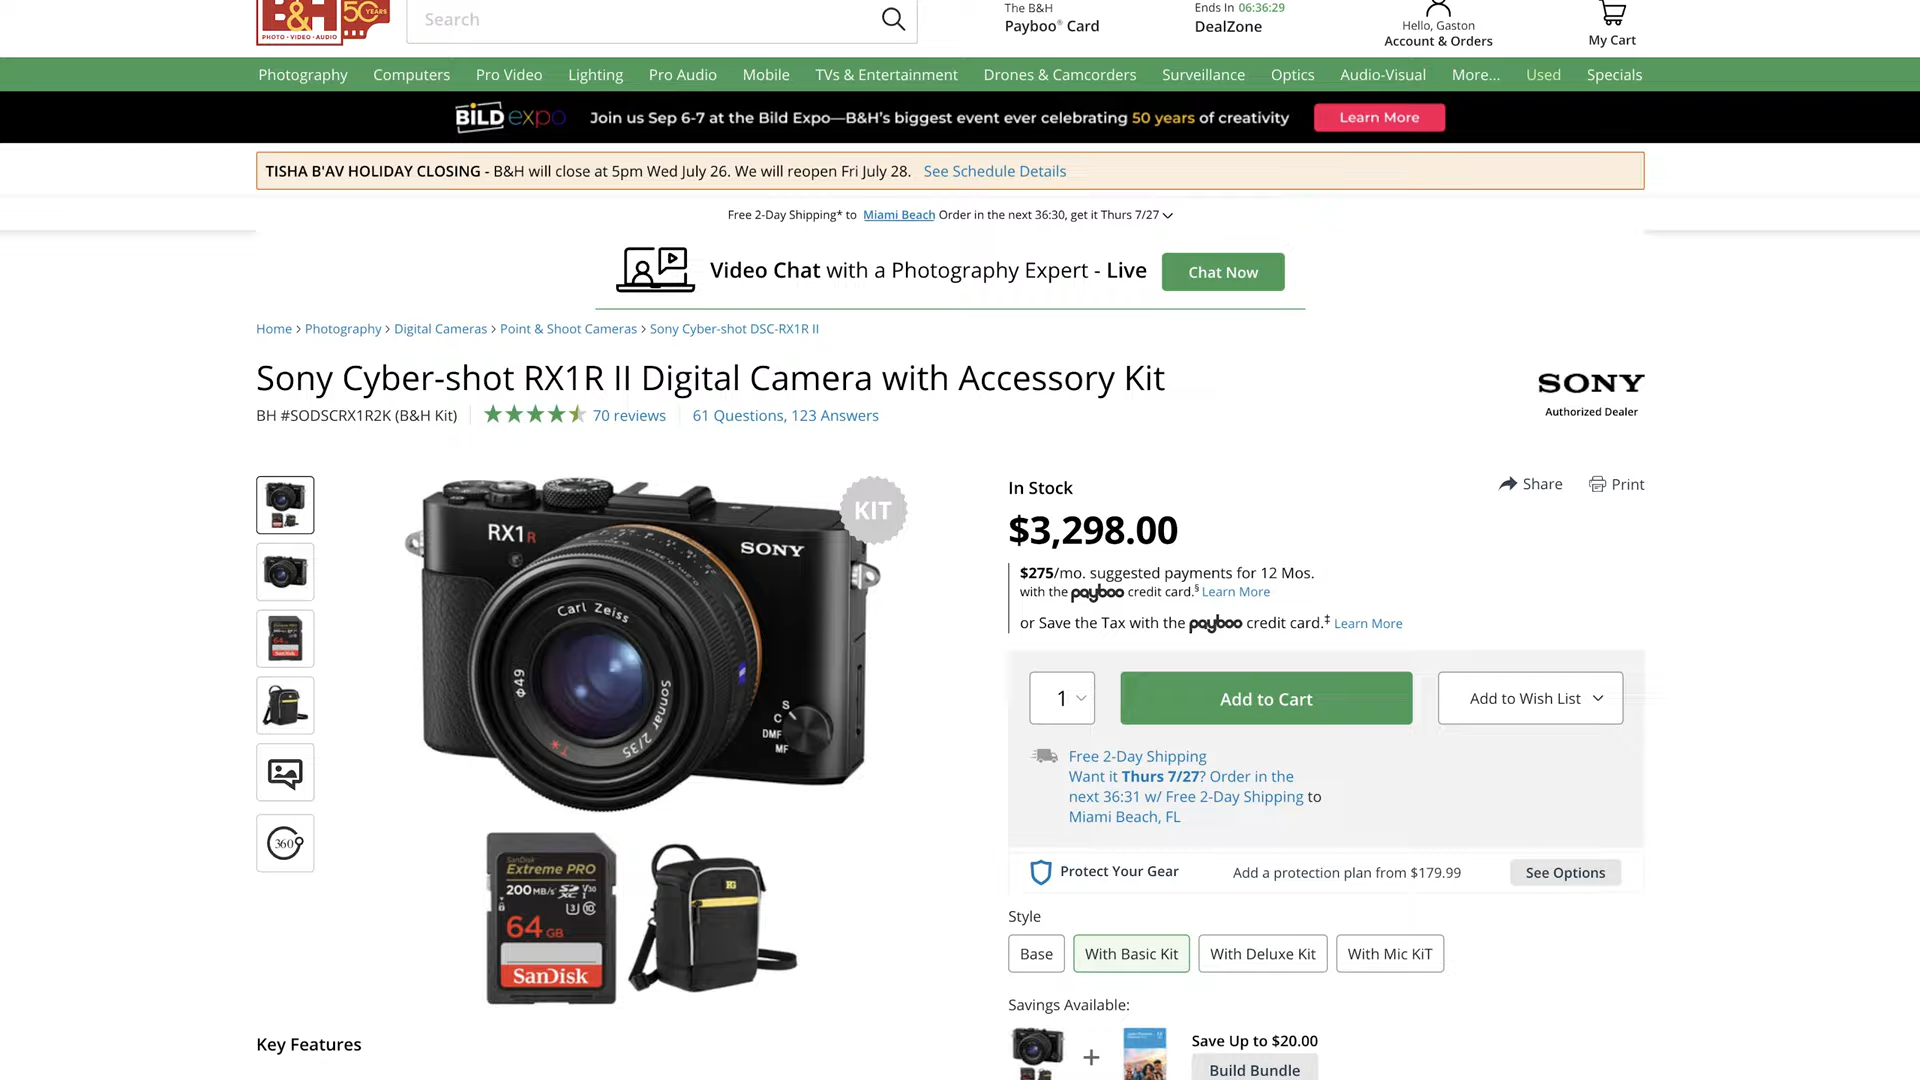 B&H
PHOTO • VIDEO • AUDIO
50
YEARS
Search
The B&H
Payboo® Card
Ends In 06:36:29
DealZone
Hello, Gaston
Account & Orders
My Cart
Photography
Computers
Pro Video
Lighting
Pro Audio
Mobile
TVs & Entertainment
Drones & Camcorders
Surveillance
Optics
Audio-Visual
More...
Used
Specials
BILD expo
Join us Sep 6-7 at the Bild Expo—B&H's biggest event ever celebrating 50 years of creativity
Learn More
TISHA B'AV HOLIDAY CLOSING - B&H will close at 5pm Wed July 26. We will reopen Fri July 28. See Schedule Details
Free 2-Day Shipping* to Miami Beach Order in the next 36:30, get it Thurs 7/27
Video Chat with a Photography Expert - Live
Chat Now
Home > Photography > Digital Cameras > Point & Shoot Cameras > Sony Cyber-shot DSC-RX1R II
Sony Cyber-shot RX1R II Digital Camera with Accessory Kit
BH #SODSCRX1R2K (B&H Kit)
70 reviews
61 Questions, 123 Answers
SONY
Authorized Dealer
KIT
RX1R
SONY
Carl Zeiss
Φ49
Sonnar 2/35
T*
S
C
DMF
MF
SanDisk
Extreme PRO
200 MB/s
XC I
V30
64 GB
SanDisk
360
In Stock
Share
Print
$3,298.00
$275/mo. suggested payments for 12 Mos.
with the payboo credit card.§ Learn More
or Save the Tax with the payboo credit card.‡ Learn More
1
Add to Cart
Add to Wish List
Free 2-Day Shipping
Want it Thurs 7/27? Order in the
next 36:31 w/ Free 2-Day Shipping to
Miami Beach, FL
Protect Your Gear
Add a protection plan from $179.99
See Options
Style
Base
With Basic Kit
With Deluxe Kit
With Mic KiT
Savings Available:
+
Save Up to $20.00
Build Bundle
Key Features